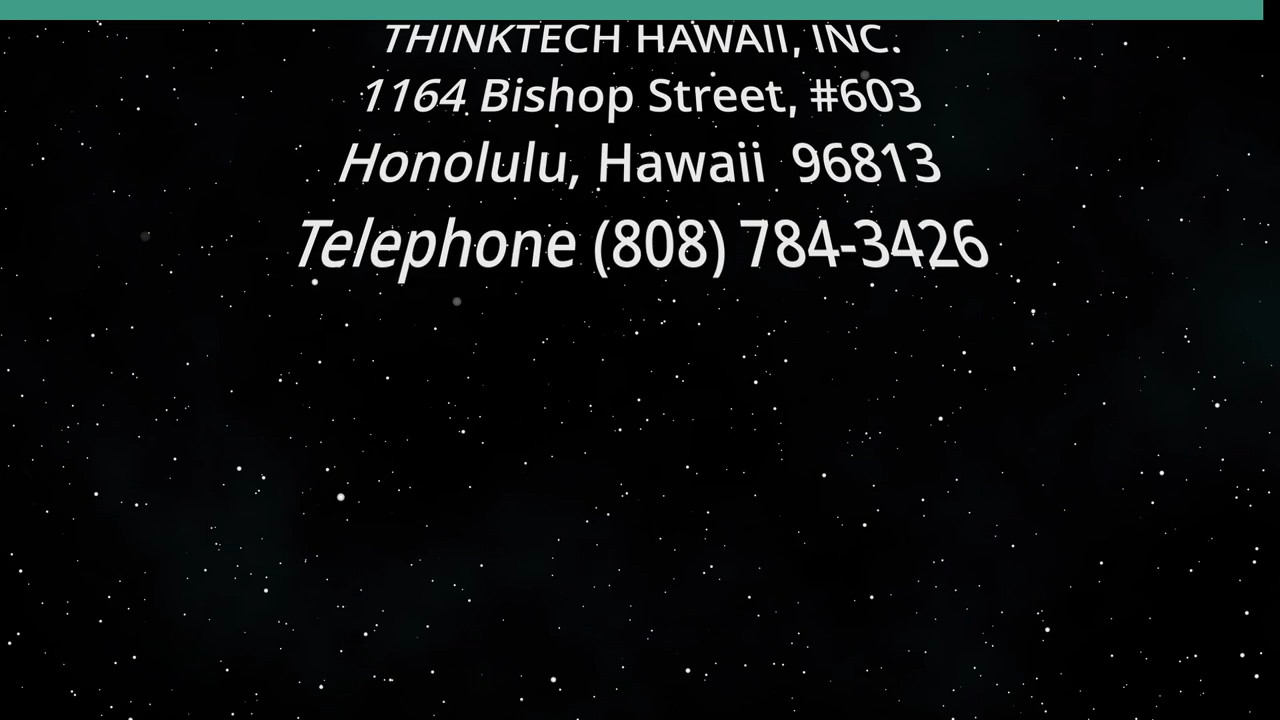 THINKTECH HAWAII, INC.
1164 Bishop Street, #603
Honolulu, Hawaii  96813
Telephone (808) 784-3426